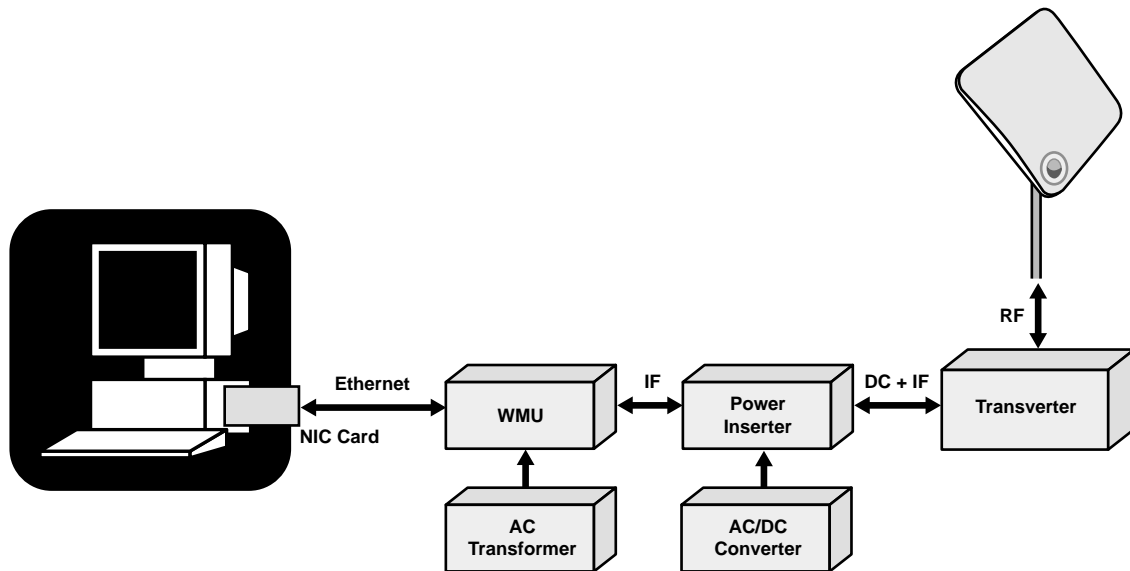 RF
Ethernet
IF
DC + IF
NIC Card
WMU
Power
Inserter
Transverter
AC
Transformer
AC/DC
Converter